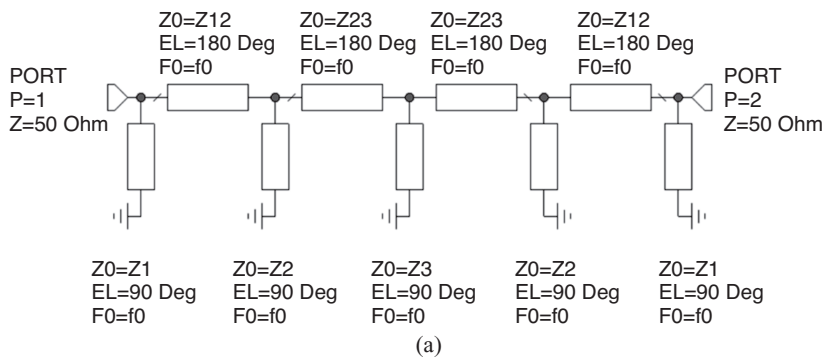 Z0=Z12
EL=180 Deg
F0=f0
Z0=Z23
EL=180 Deg
F0=f0
Z0=Z23
EL=180 Deg
F0=f0
Z0=Z12
EL=180 Deg
F0=f0
PORT
P=1
Z=50 Ohm
PORT
P=2
Z=50 Ohm
Z0=Z1
EL=90 Deg
F0=f0
Z0=Z2
EL=90 Deg
F0=f0
Z0=Z3
EL=90 Deg
F0=f0
Z0=Z2
EL=90 Deg
F0=f0
Z0=Z1
EL=90 Deg
F0=f0
(a)